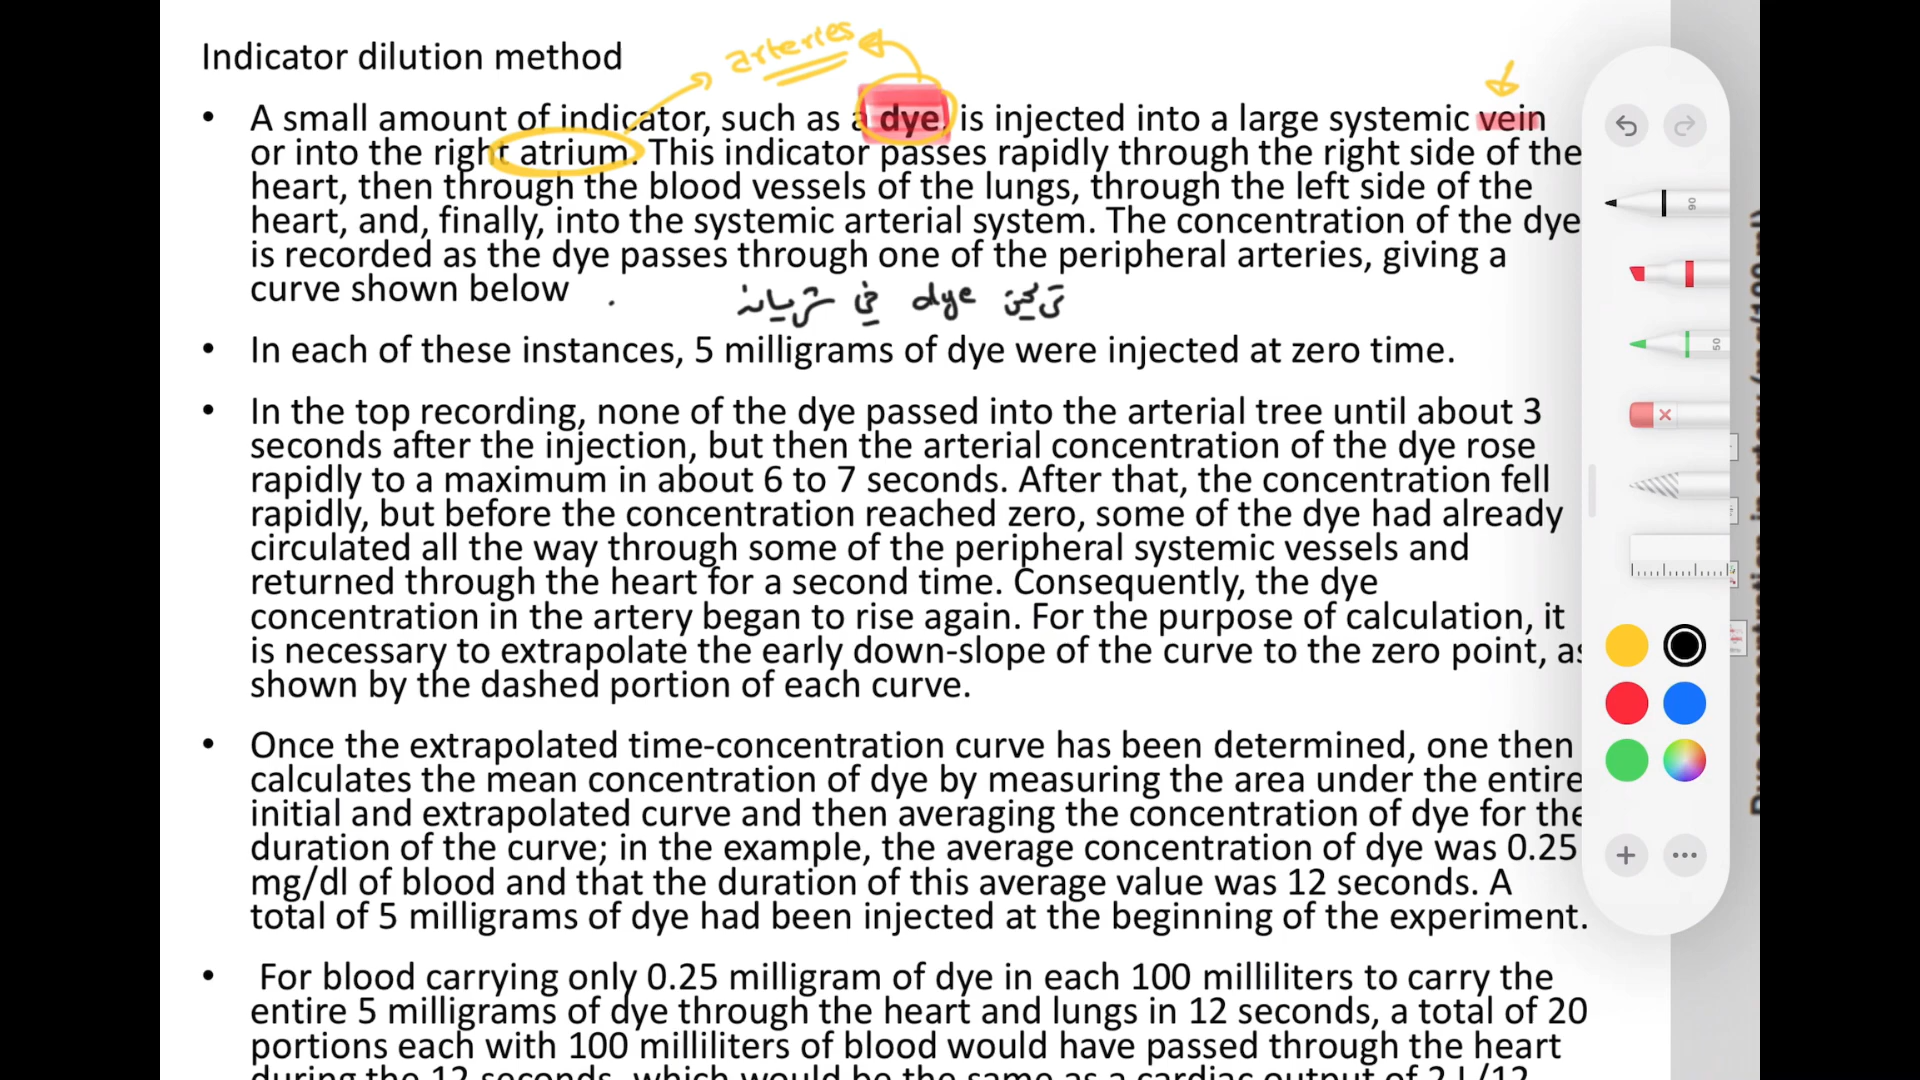 arteries
Indicator dilution method
• A small amount of indicator, such as a dye, is injected into a large systemic vein
or into the right atrium. This indicator passes rapidly through the right side of the
heart, then through the blood vessels of the lungs, through the left side of the
heart, and, finally, into the systemic arterial system. The concentration of the dye
is recorded as the dye passes through one of the peripheral arteries, giving a
curve shown below
dye في
• In each of these instances, 5 milligrams of dye were injected at zero time.
• In the top recording, none of the dye passed into the arterial tree until about 3
seconds after the injection, but then the arterial concentration of the dye rose
rapidly to a maximum in about 6 to 7 seconds. After that, the concentration fell
rapidly, but before the concentration reached zero, some of the dye had already
circulated all the way through some of the peripheral systemic vessels and
returned through the heart for a second time. Consequently, the dye
concentration in the artery began to rise again. For the purpose of calculation, it
is necessary to extrapolate the early down-slope of the curve to the zero point, as
shown by the dashed portion of each curve.
• Once the extrapolated time-concentration curve has been determined, one then
calculates the mean concentration of dye by measuring the area under the entire
initial and extrapolated curve and then averaging the concentration of dye for the
duration of the curve; in the example, the average concentration of dye was 0.25
mg/dl of blood and that the duration of this average value was 12 seconds. A
total of 5 milligrams of dye had been injected at the beginning of the experiment.
• For blood carrying only 0.25 milligram of dye in each 100 milliliters to carry the
entire 5 milligrams of dye through the heart and lungs in 12 seconds, a total of 20
portions each with 100 milliliters of blood would have passed through the heart
during the 12 seconds, which would be the same as a cardiac output of 2 L/12
90
50